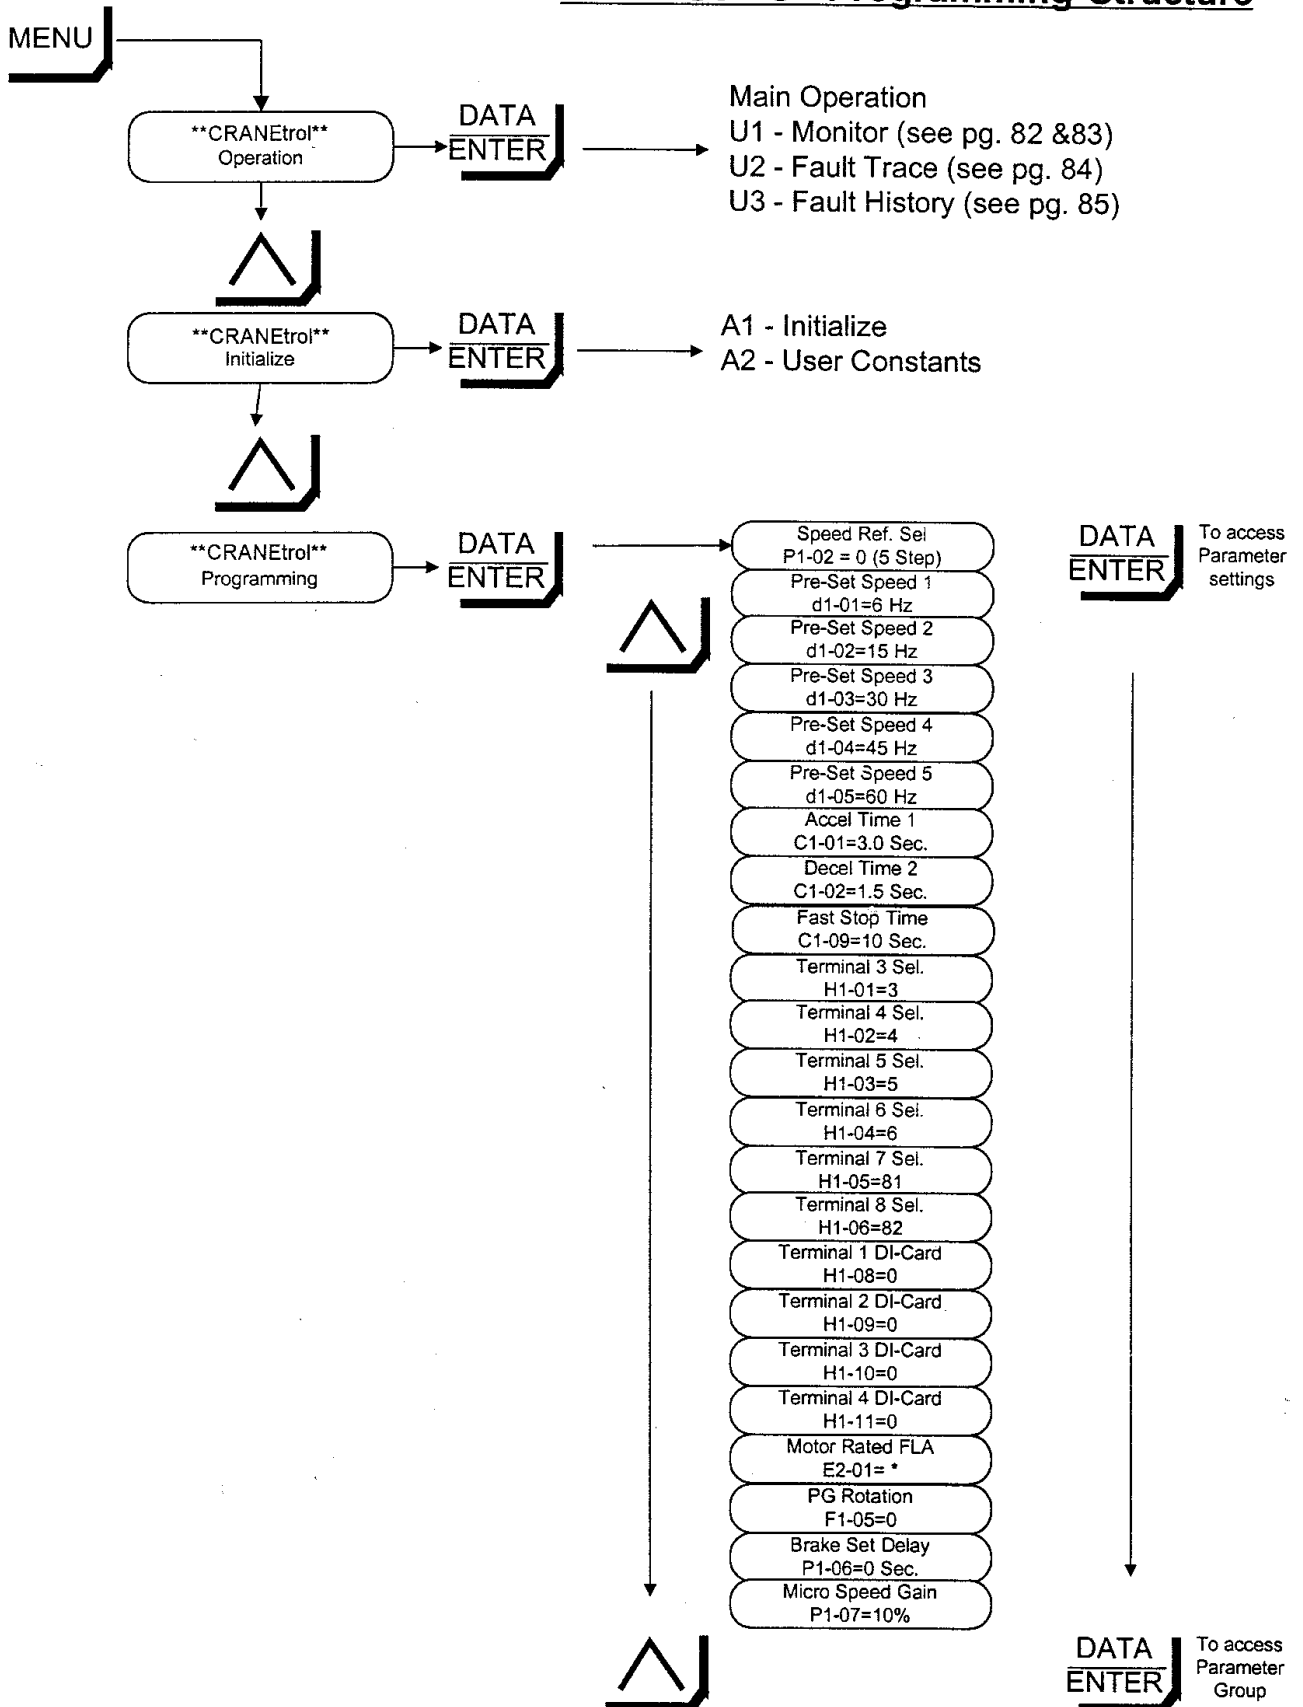 Programming Structure
MENU
**CRANEtrol**
Operation
DATA
ENTER
Main Operation
U1 - Monitor (see pg. 82 &83)
U2 - Fault Trace (see pg. 84)
U3 - Fault History (see pg. 85)
**CRANEtrol**
Initialize
DATA
ENTER
A1 - Initialize
A2 - User Constants
**CRANEtrol**
Programming
DATA
ENTER
Speed Ref. Sel
P1-02 = 0 (5 Step)
Pre-Set Speed 1
d1-01=6 Hz
Pre-Set Speed 2
d1-02=15 Hz
Pre-Set Speed 3
d1-03=30 Hz
Pre-Set Speed 4
d1-04=45 Hz
Pre-Set Speed 5
d1-05=60 Hz
Accel Time 1
C1-01=3.0 Sec.
Decel Time 2
C1-02=1.5 Sec.
Fast Stop Time
C1-09=10 Sec.
Terminal 3 Sel.
H1-01=3
Terminal 4 Sel.
H1-02=4
Terminal 5 Sel.
H1-03=5
Terminal 6 Sel.
H1-04=6
Terminal 7 Sel.
H1-05=81
Terminal 8 Sel.
H1-06=82
Terminal 1 DI-Card
H1-08=0
Terminal 2 DI-Card
H1-09=0
Terminal 3 DI-Card
H1-10=0
Terminal 4 DI-Card
H1-11=0
Motor Rated FLA
E2-01= *
PG Rotation
F1-05=0
Brake Set Delay
P1-06=0 Sec.
Micro Speed Gain
P1-07=10%
DATA
ENTER
To access
Parameter
settings
DATA
ENTER
To access
Parameter
Group